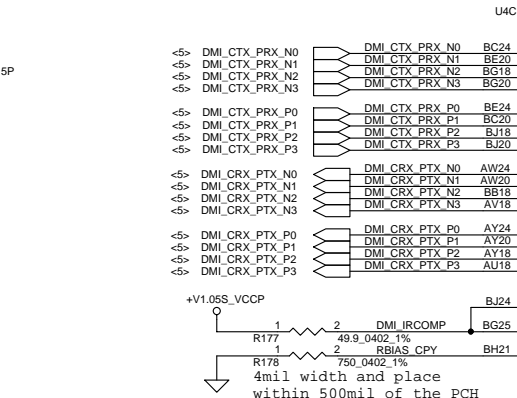 U4C
5P
<5> DMI_CTX_PRX_N0 DMI_CTX_PRX_N0 BC24
<5> DMI_CTX_PRX_N1 DMI_CTX_PRX_N1 BE20
<5> DMI_CTX_PRX_N2 DMI_CTX_PRX_N2 BG18
<5> DMI_CTX_PRX_N3 DMI_CTX_PRX_N3 BG20
<5> DMI_CTX_PRX_P0 DMI_CTX_PRX_P0 BE24
<5> DMI_CTX_PRX_P1 DMI_CTX_PRX_P1 BC20
<5> DMI_CTX_PRX_P2 DMI_CTX_PRX_P2 BJ18
<5> DMI_CTX_PRX_P3 DMI_CTX_PRX_P3 BJ20
<5> DMI_CRX_PTX_N0 DMI_CRX_PTX_N0 AW24
<5> DMI_CRX_PTX_N1 DMI_CRX_PTX_N1 AW20
<5> DMI_CRX_PTX_N2 DMI_CRX_PTX_N2 BB18
<5> DMI_CRX_PTX_N3 DMI_CRX_PTX_N3 AV18
<5> DMI_CRX_PTX_P0 DMI_CRX_PTX_P0 AY24
<5> DMI_CRX_PTX_P1 DMI_CRX_PTX_P1 AY20
<5> DMI_CRX_PTX_P2 DMI_CRX_PTX_P2 AY18
<5> DMI_CRX_PTX_P3 DMI_CRX_PTX_P3 AU18
+V1.05S_VCCP
BJ24
1 2 DMI_IRCOMP BG25
R177 49.9_0402_1%
1 2 RBIAS_CPY BH21
R178 750_0402_1%
4mil width and place
within 500mil of the PCH